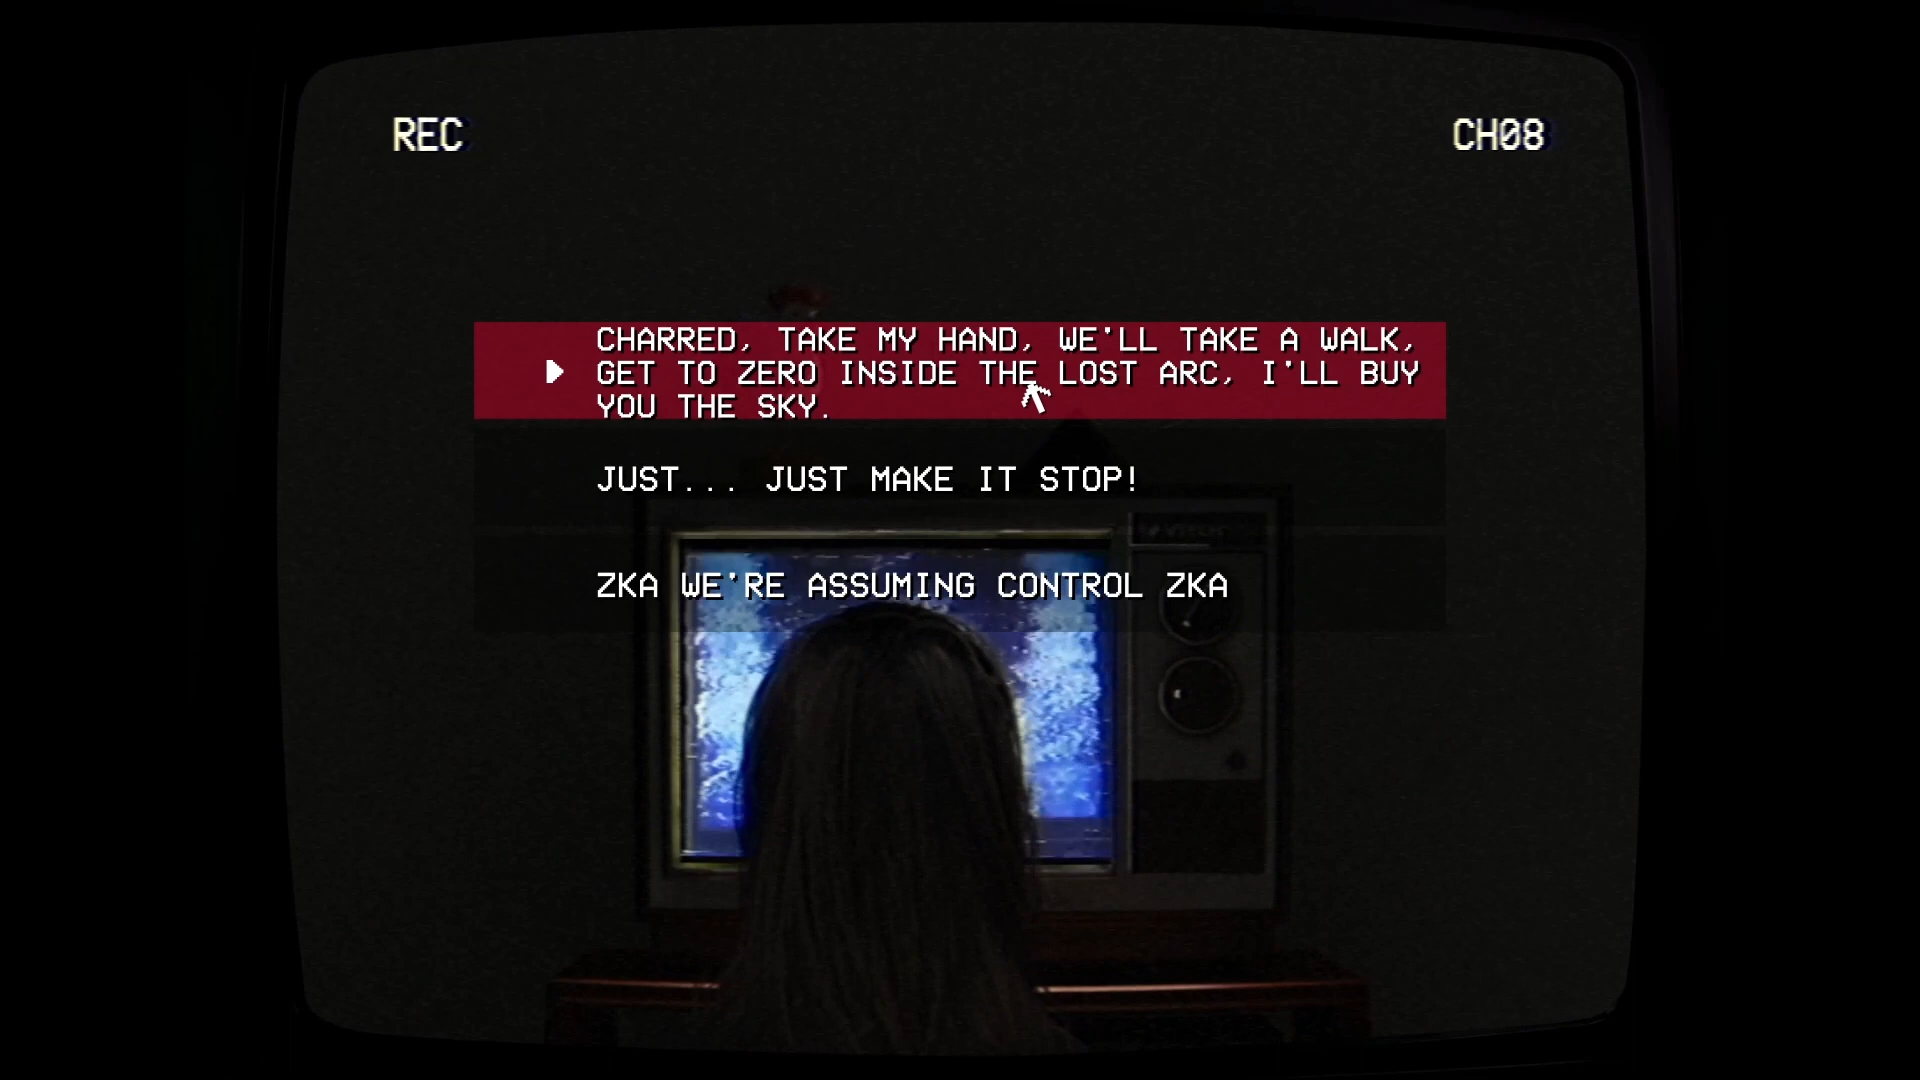 REC
CH08
CHARRED, TAKE MY HAND, WE'LL TAKE A WALK,
GET TO ZERO INSIDE THE LOST ARC, I'LL BUY
YOU THE SKY.
JUST... JUST MAKE IT STOP!
ZKA WE'RE ASSUMING CONTROL ZKA